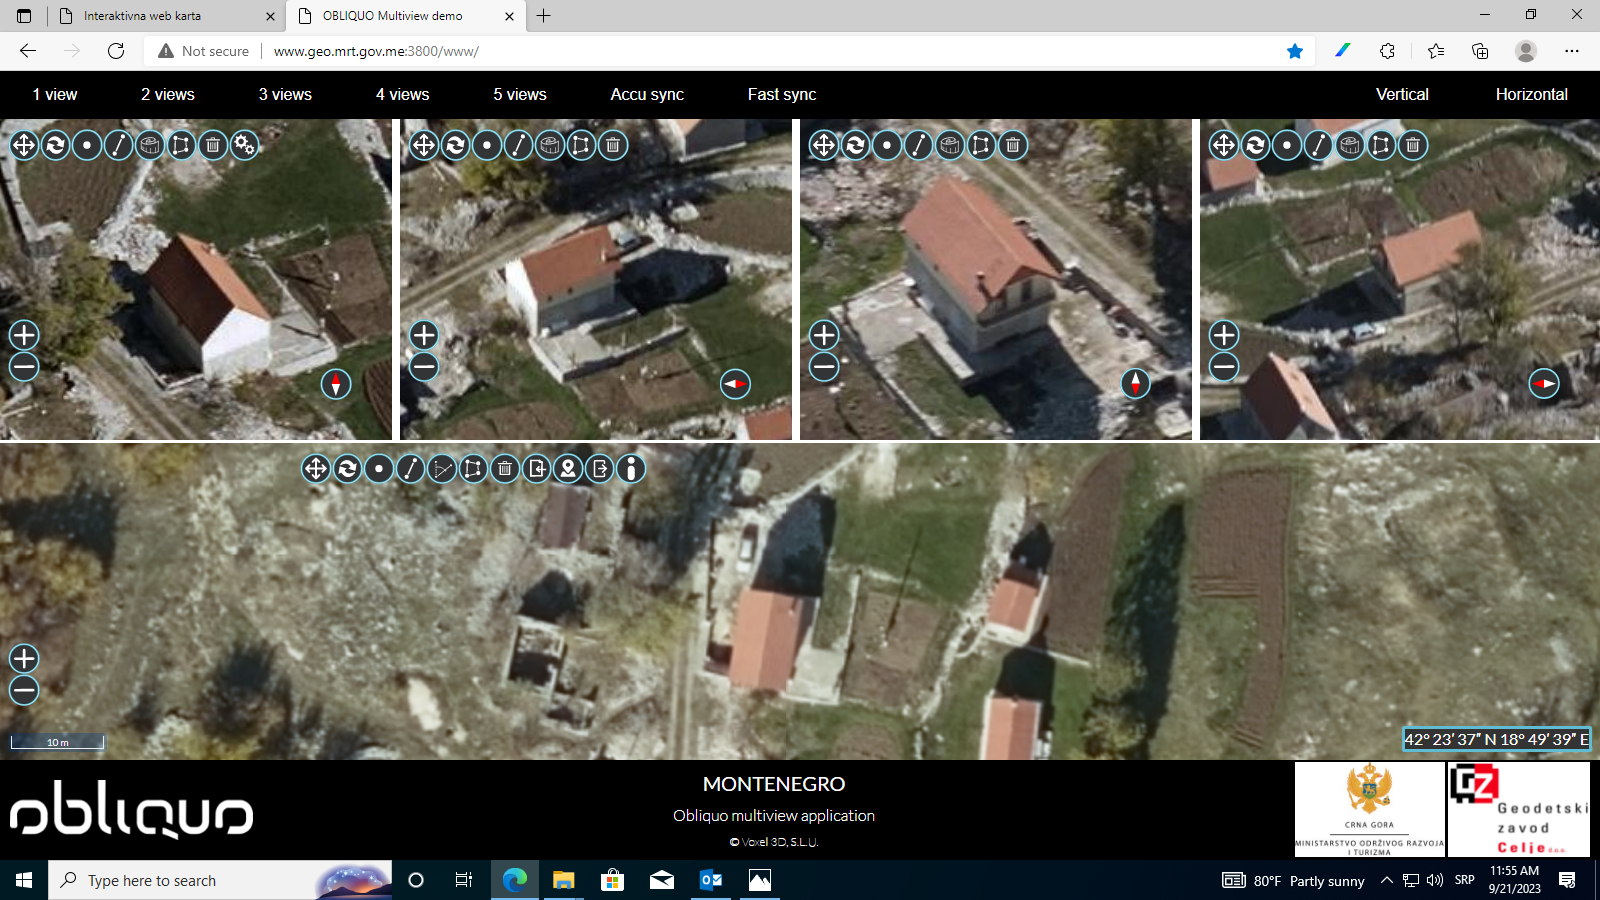 Interaktivna web karta
OBLIQUO Multiview demo
Not secure
www.geo.mrt.gov.me:3800/www/
1 view
2 views
3 views
4 views
5 views
Accu sync
Fast sync
Vertical
Horizontal
10 m
42° 23′ 37″ N 18° 49′ 39″ E
obliquo
MONTENEGRO
Obliquo multiview application
© Voxel 3D, S.L.U.
CRNA GORA
MINISTARSTVO ODRŽIVOG RAZVOJA
I TURIZMA
GZ
Geodetski
zavod
Celje d.o.o.
Type here to search
80°F Partly sunny
SRP
11:55 AM
9/21/2023